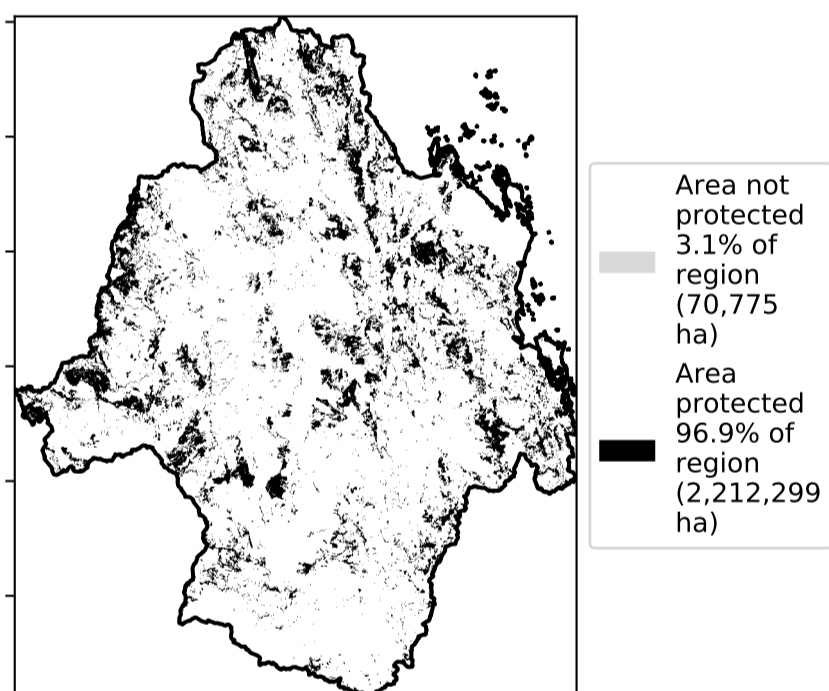 Area not
protected
3.1% of
region
(70,775
ha)
Area
protected
96.9% of
region
(2,212,299
ha)